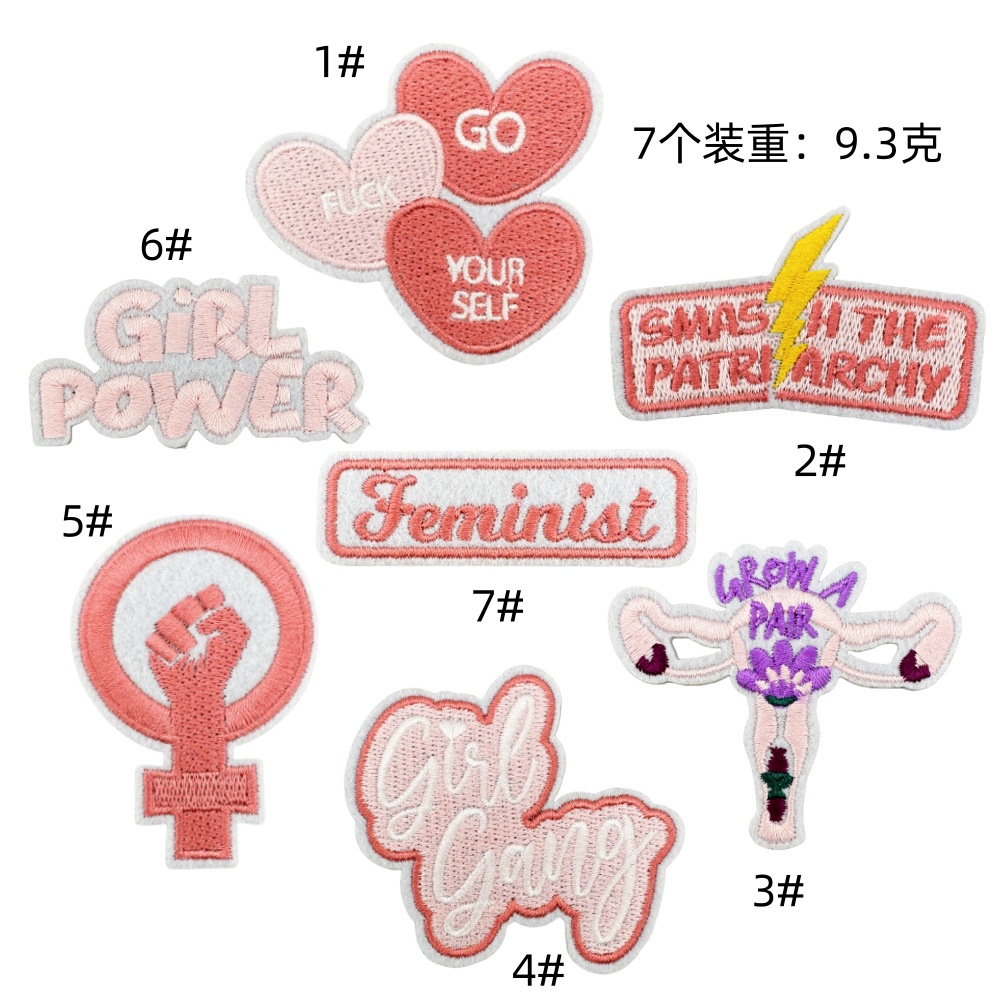 1#
GO
FUCK
YOUR
SELF
7个装重：9.3克
6#
GiRL
POWER
SMASH THE
PATRIARCHY
2#
5#
Feminist
7#
GROW A
PAIR
Girl
Gang
3#
4#